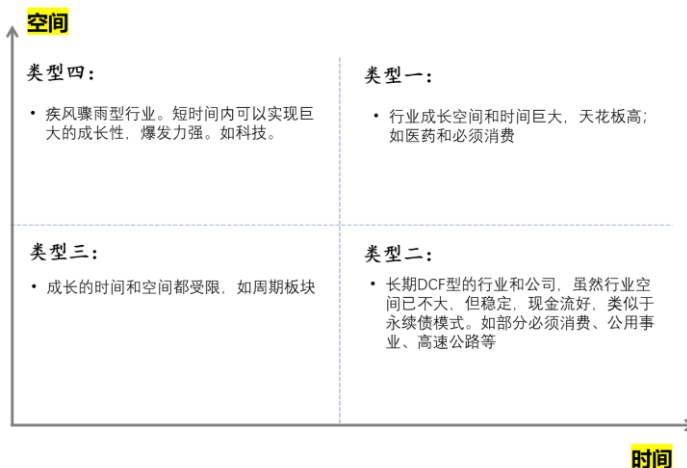 空间
类型四：
• 疾风骤雨型行业。短时间内可以实现巨
大的成长性，爆发力强。如科技。
类型一：
• 行业成长空间和时间巨大，天花板高；
如医药和必须消费
类型三：
• 成长的时间和空间都受限，如周期板块
类型二：
• 长期DCF型的行业和公司，虽然行业空
间已不大，但稳定，现金流好，类似于
永续债模式。如部分必须消费、公用事
业、高速公路等
时间